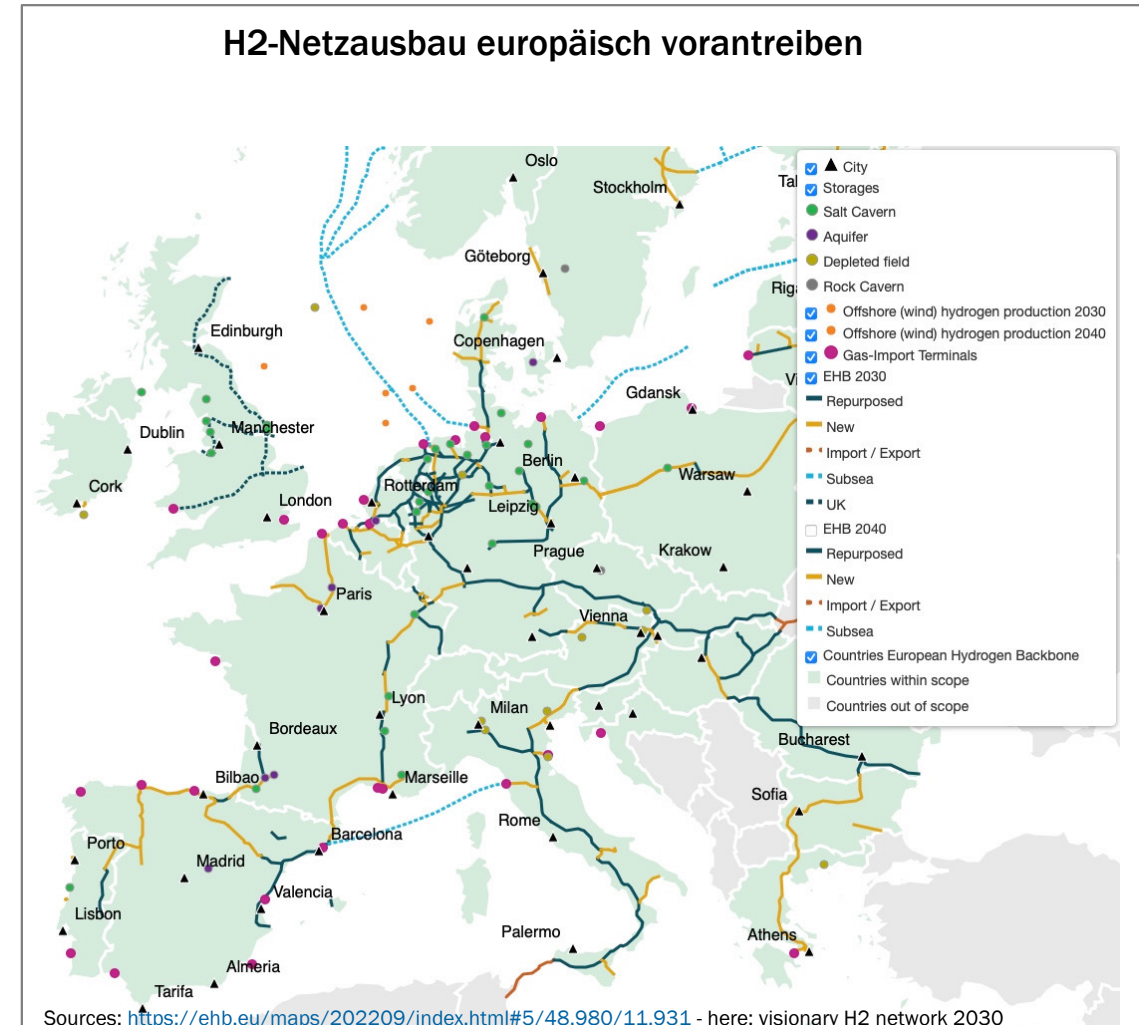 H2-Netzausbau europäisch vorantreiben
Oslo
Stockholm
Tal
Göteborg
Riga
Edinburgh
Copenhagen
Vi
Gdansk
Dublin
Manchester
Cork
London
Rotterdam
Berlin
Warsaw
Leipzig
Prague
Krakow
Paris
Vienna
Lyon
Milan
Bordeaux
Bucharest
Bilbao
Marseille
Sofia
Barcelona
Rome
Porto
Madrid
Valencia
Lisbon
Palermo
Athens
Almeria
Tarifa
City
Storages
Salt Cavern
Aquifer
Depleted field
Rock Cavern
Offshore (wind) hydrogen production 2030
Offshore (wind) hydrogen production 2040
Gas-Import Terminals
EHB 2030
Repurposed
New
Import / Export
Subsea
UK
EHB 2040
Repurposed
New
Import / Export
Subsea
Countries European Hydrogen Backbone
Countries within scope
Countries out of scope
Sources: https://ehb.eu/maps/202209/index.html#5/48.980/11.931 - here: visionary H2 network 2030